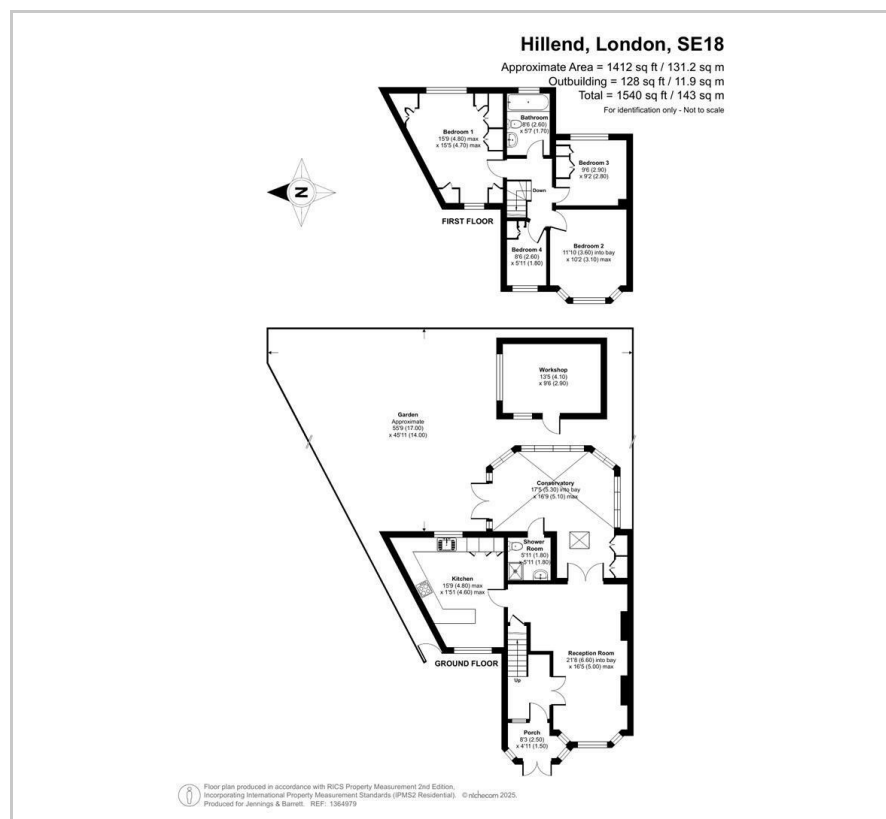 Hillend, London, SE18
Approximate Area = 1412 sq ft / 131.2 sq m
Outbuilding = 128 sq ft / 11.9 sq m
Total = 1540 sq ft / 143 sq m
For identification only - Not to scale
Bathroom
8'6 (2.60)
x 5'7 (1.70)
Bedroom 1
15'9 (4.80) max
x 15'5 (4.70) max
Bedroom 3
9'6 (2.90)
x 9'2 (2.80)
N
Down
FIRST FLOOR
Bedroom 4
8'6 (2.60)
x 5'11 (1.80)
Bedroom 2
11'10 (3.60) into bay
x 10'2 (3.10) max
Workshop
13'5 (4.10)
x 9'6 (2.90)
Garden
Approximate
55'9 (17.00)
x 45'11 (14.00)
Conservatory
17'5 (5.30) into bay
x 16'9 (5.10) max
Shower
Room
5'11 (1.80)
x 5'11 (1.80)
Kitchen
15'9 (4.80) max
x 1'51 (4.60) max
Reception Room
21'8 (6.60) into bay
x 16'5 (5.00) max
GROUND FLOOR
Up
Porch
8'3 (2.50)
x 4'11 (1.50)
Floor plan produced in accordance with RICS Property Measurement 2nd Edition.
Incorporating International Property Measurement Standards (IPMS2 Residential). © nichecom 2025.
Produced for Jennings & Barrett. REF: 1364979